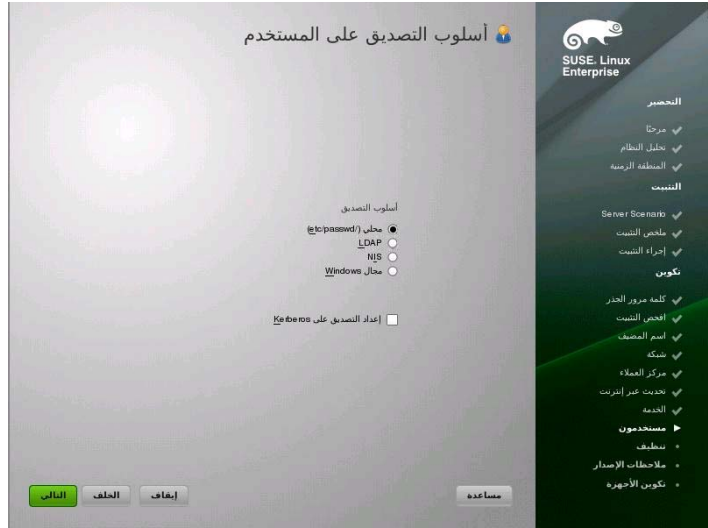 أسلوب التصديق على المستخدم
أسلوب التصديق
محلي (/etc/passwd)
LDAP
NIS
مجال Windows
إعداد التصديق على Kerberos
مساعدة
إيقاف
الخلف
التالي
SUSE. Linux
Enterprise
التحضير
مرحبًا
تحليل النظام
المنطقة الزمنية
التثبيت
Server Scenario
ملخص التثبيت
إجراء التثبيت
تكوين
كلمة مرور الجذر
افحص التثبيت
اسم المضيف
شبكة
مركز العملاء
تحديث عبر إنترنت
الخدمة
مستخدمون
تنظيف
ملاحظات الإصدار
تكوين الأجهزة